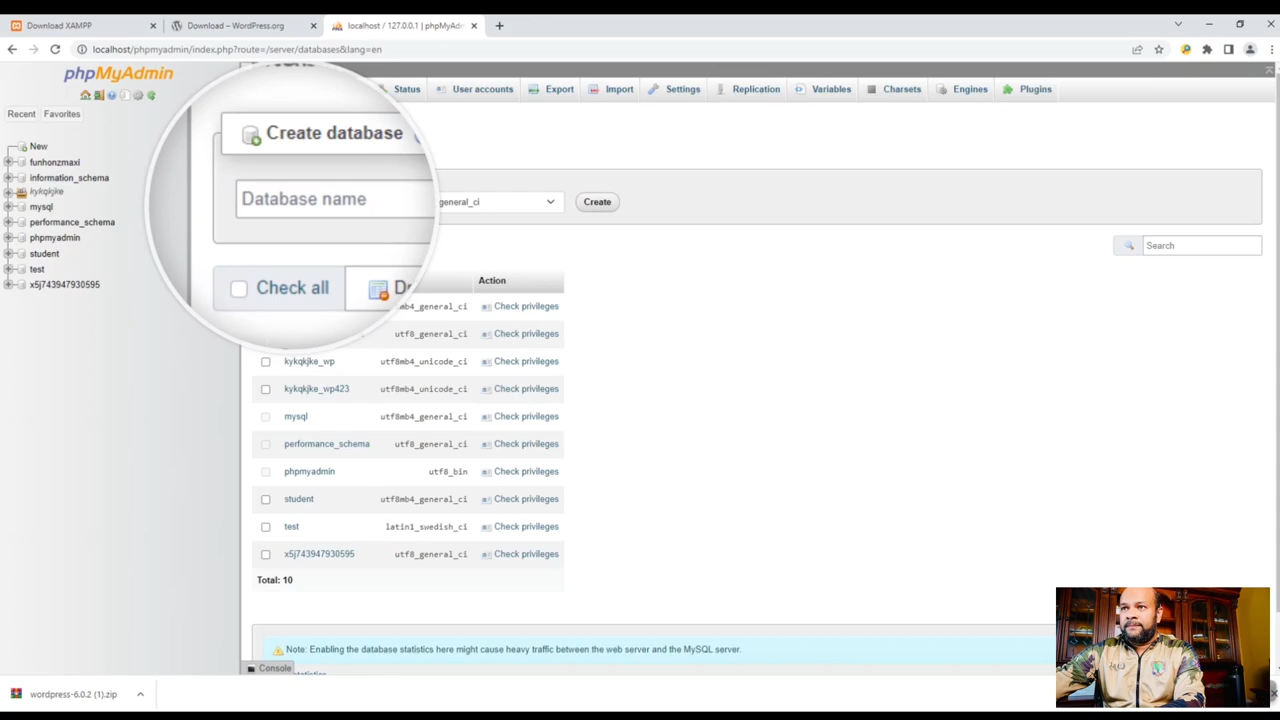 Download XAMPP
Download – WordPress.org
localhost / 127.0.0.1 | phpMyAd
localhost/phpmyadmin/index.php?route=/server/databases&lang=en
phpMyAdmin
Recent Favorites
New
funhonzmaxi
information_schema
kykqkjke
mysql
performance_schema
phpmyadmin
student
test
x5j743947930595
Status User accounts Export Import Settings Replication Variables Charsets Engines Plugins
Create database
Database name general_ci Create
Search
Check all
Action
mb4_general_ci Check privileges
utf8_general_ci Check privileges
kykqkjke_wp utf8mb4_unicode_ci Check privileges
kykqkjke_wp423 utf8mb4_unicode_ci Check privileges
mysql utf8mb4_general_ci Check privileges
performance_schema utf8_general_ci Check privileges
phpmyadmin utf8_bin Check privileges
student utf8mb4_general_ci Check privileges
test latin1_swedish_ci Check privileges
x5j743947930595 utf8_general_ci Check privileges
Total: 10
Note: Enabling the database statistics here might cause heavy traffic between the web server and the MySQL server.
Console
wordpress-6.0.2 (1).zip